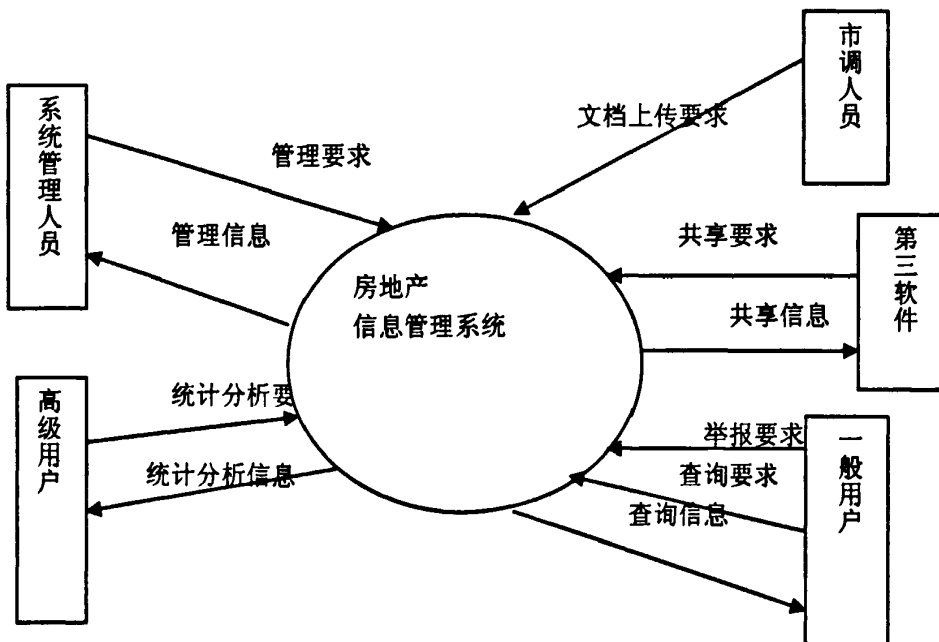 市调人员
系统管理人员
文档上传要求
管理要求
管理信息
共享要求
第三软件
房地产
信息管理系统
共享信息
高级用户
统计分析要
统计分析信息
举报要求
一般用户
查询要求
查询信息